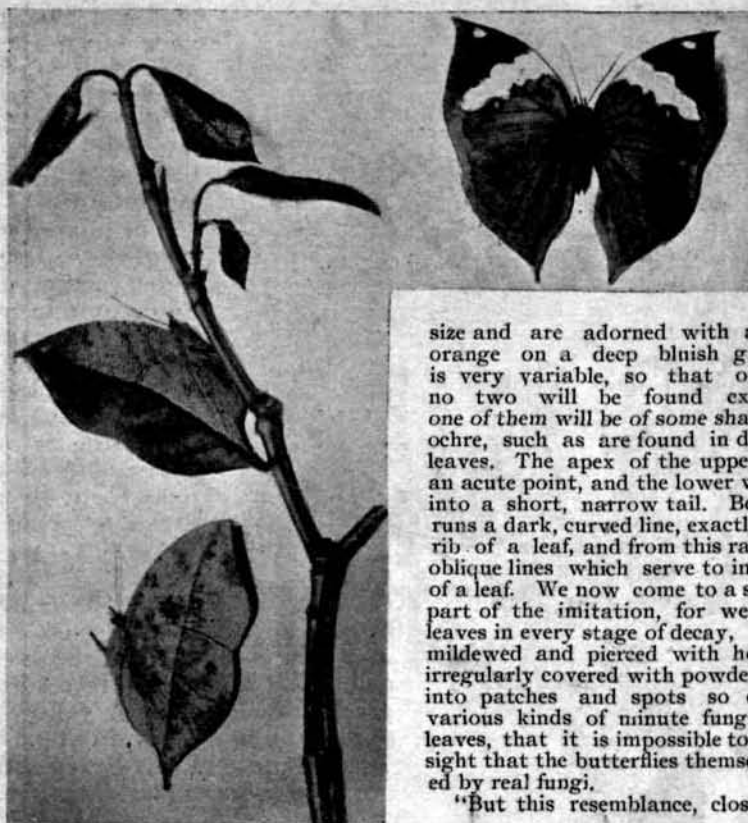 size and are adorned with a
orange on a deep bluish g
is very variable, so that o
no two will be found ex
one of them will be of some sha
ochre, such as are found in d
leaves. The apex of the uppe
an acute point, and the lower w
into a short, narrow tail. Be
runs a dark, curved line, exactl
rib of a leaf, and from this ra
oblique lines which serve to in
of a leaf. We now come to a s
part of the imitation, for we
leaves in every stage of decay,
mildewed and pierced with ho
irregularly covered with powde
into patches and spots so c
various kinds of minute fung
leaves, that it is impossible to
sight that the butterflies themse
ed by real fungi.
"But this resemblance, clos